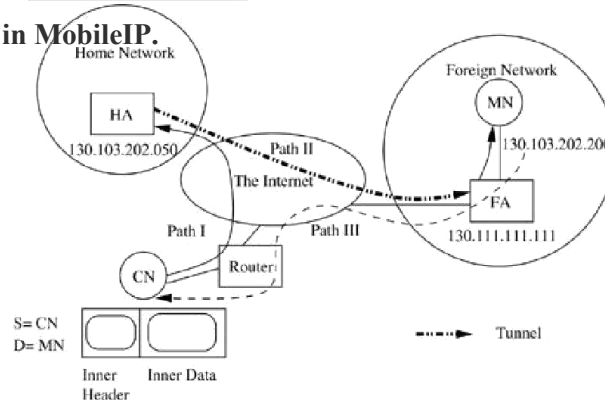 in MobileIP.
Home Network
HA
130.103.202.050
Foreign Network
MN
130.103.202.200
FA
130.111.111.111
Path II
The Internet
Path I
Path III
Router
CN
S= CN
D= MN
Inner
Header
Inner Data
Tunnel